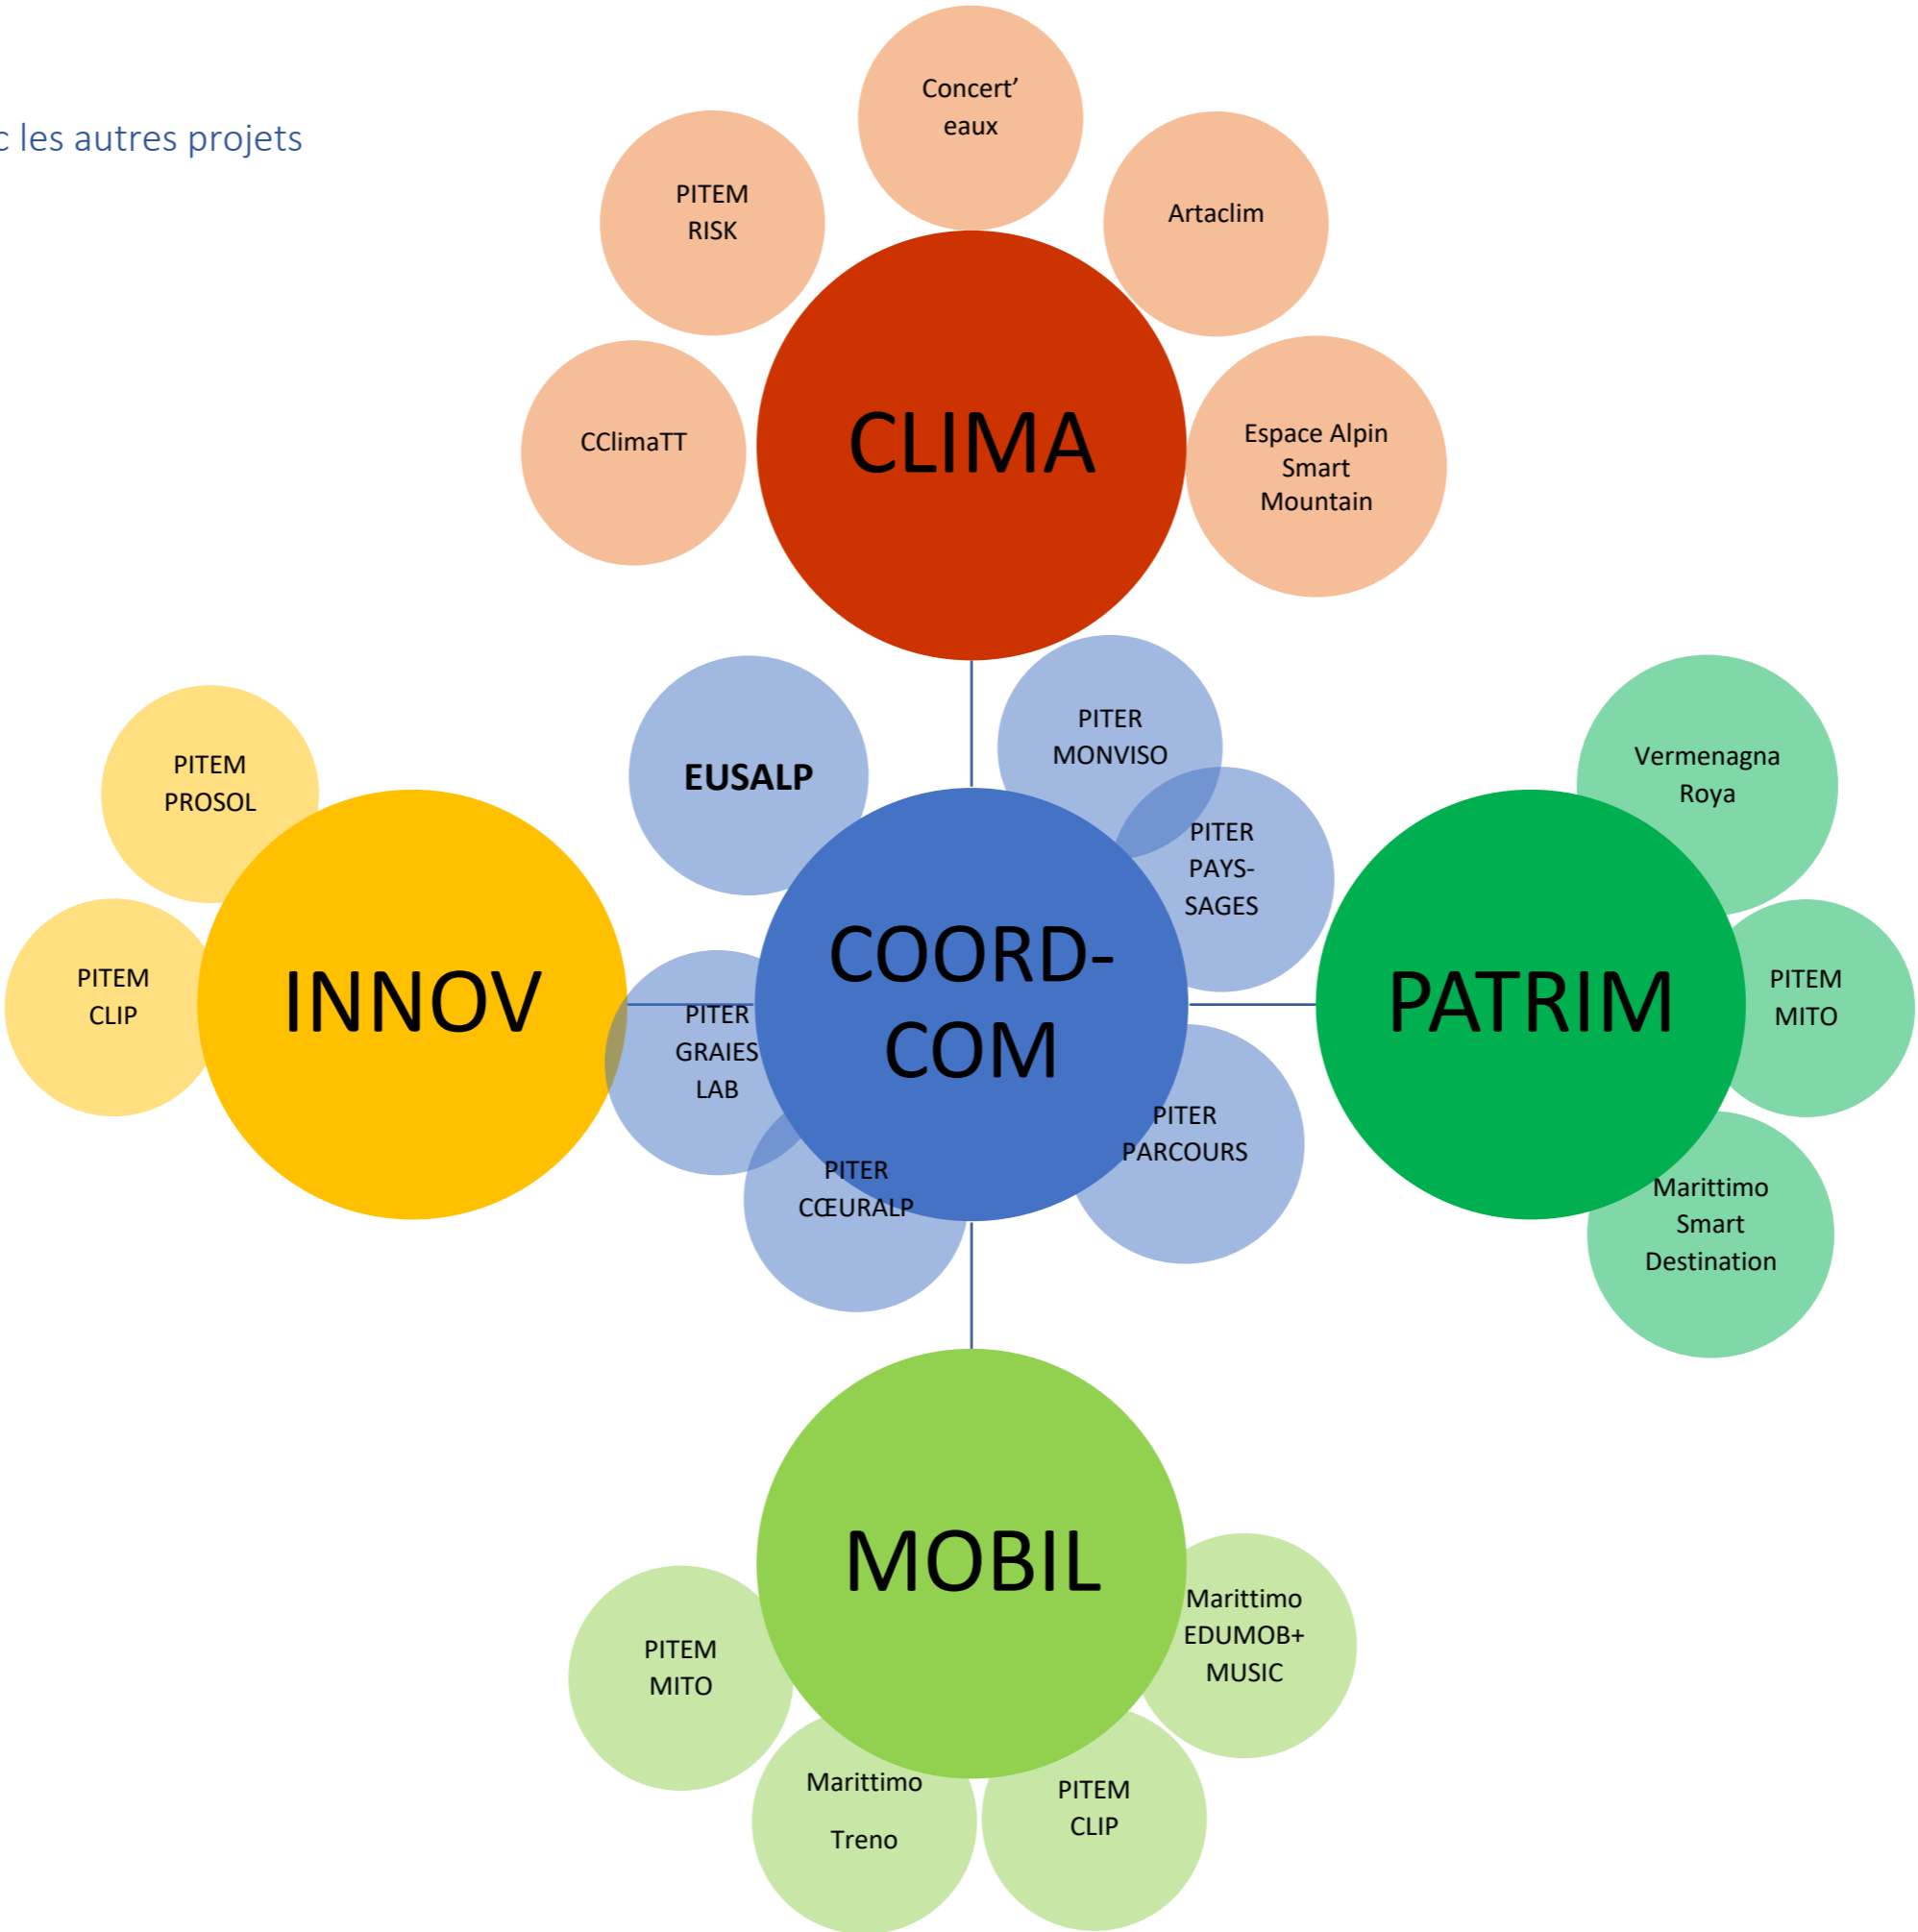 c les autres projets
Concert’
eaux
PITEM
RISK
Artaclim
CClimaTT
CLIMA
Espace Alpin
Smart
Mountain
EUSALP
PITER
MONVISO
PITER
PAYS-
SAGES
PITEM
PROSOL
PITEM
CLIP
INNOV
PITER
GRAIES
LAB
COORD-
COM
PITER
CŒURALP
PITER
PARCOURS
PATRIM
Vermenagna
Roya
PITEM
MITO
Marittimo
Smart
Destination
MOBIL
PITEM
MITO
Marittimo
Treno
PITEM
CLIP
Marittimo
EDUMOB+
MUSIC